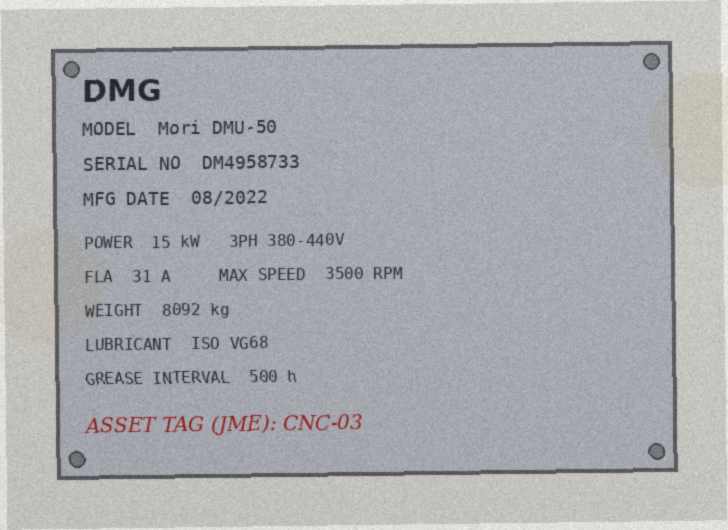 DMG
MODEL  Mori DMU-50
SERIAL NO  DM4958733
MFG DATE  08/2022
POWER  15 kW   3PH 380-440V
FLA  31 A     MAX SPEED  3500 RPM
WEIGHT  8092 kg
LUBRICANT  ISO VG68
GREASE INTERVAL  500 h
ASSET TAG (JME): CNC-03